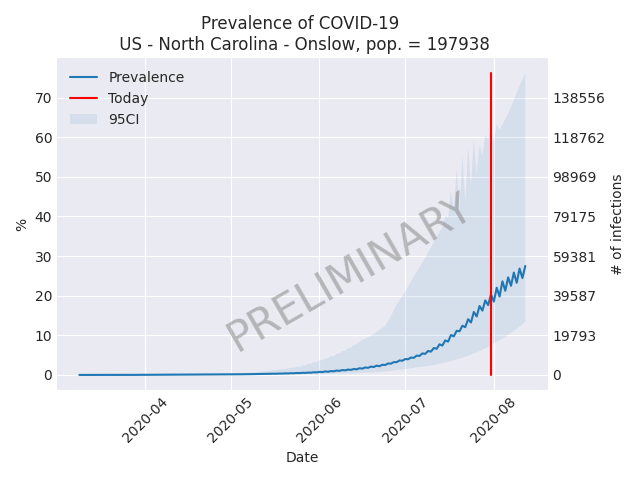 Prevalence of COVID-19
US - North Carolina - Onslow, pop. = 197938
Prevalence
Today
95CI
PRELIMINARY
%
70
60
50
40
30
20
10
0
138556
118762
98969
79175
59381
39587
19793
0
# of infections
2020-04
2020-05
2020-06
2020-07
2020-08
Date